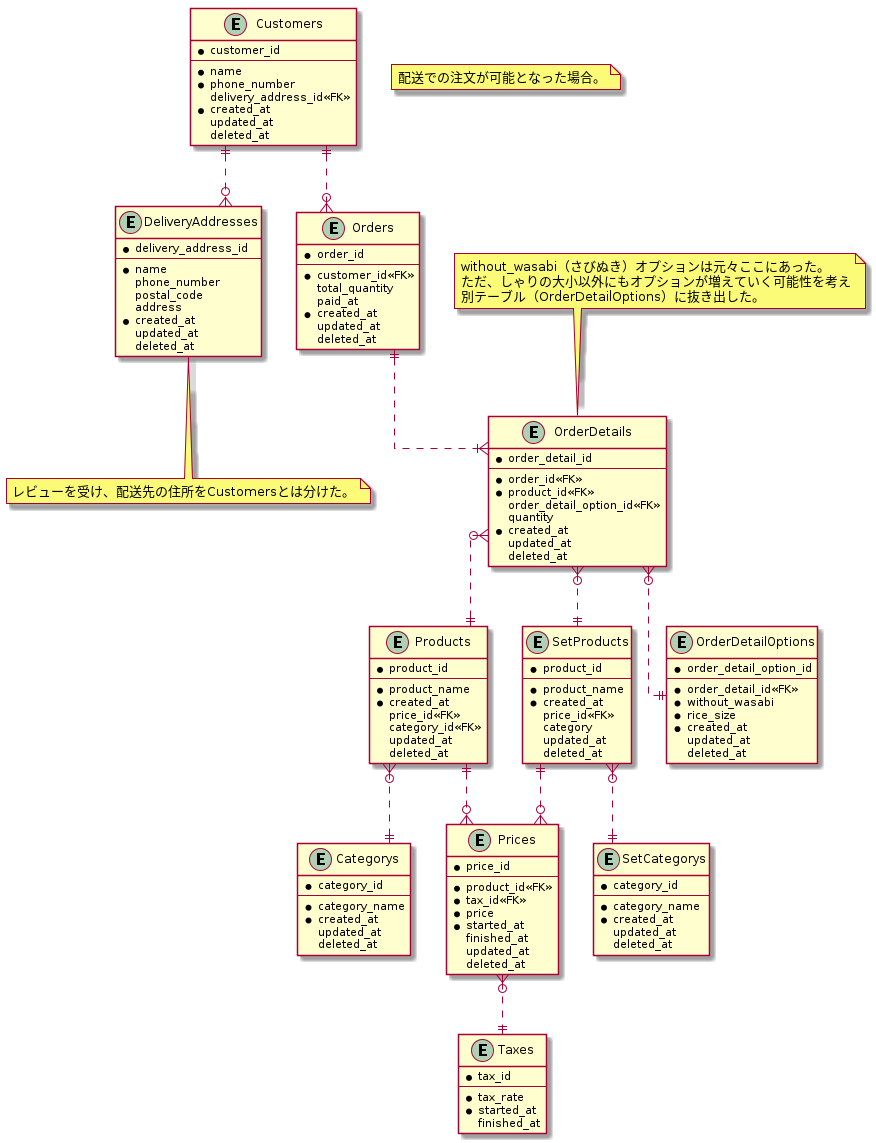 E Customers
customer_id
name
phone_number
delivery_address_id«FK»
created_at
updated_at
deleted_at
配送での注文が可能となった場合。
E DeliveryAddresses
delivery_address_id
name
phone_number
postal_code
address
created_at
updated_at
deleted_at
E Orders
order_id
customer_id«FK»
total_quantity
paid_at
created_at
updated_at
deleted_at
without_wasabi（さびぬき）オプションは元々ここにあった。
ただ、しゃりの大小以外にもオプションが増えていく可能性を考え
別テーブル（OrderDetailOptions）に抜き出した。
レビューを受け、配送先の住所をCustomersとは分けた。
E OrderDetails
order_detail_id
order_id«FK»
product_id«FK»
order_detail_option_id«FK»
quantity
created_at
updated_at
deleted_at
E Products
product_id
product_name
created_at
price_id«FK»
category_id«FK»
updated_at
deleted_at
E SetProducts
product_id
product_name
created_at
price_id«FK»
category
updated_at
deleted_at
E OrderDetailOptions
order_detail_option_id
order_detail_id«FK»
without_wasabi
rice_size
created_at
updated_at
deleted_at
E Categorys
category_id
category_name
created_at
updated_at
deleted_at
E Prices
price_id
product_id«FK»
tax_id«FK»
price
started_at
finished_at
updated_at
deleted_at
E SetCategorys
category_id
category_name
created_at
updated_at
deleted_at
E Taxes
tax_id
tax_rate
started_at
finished_at